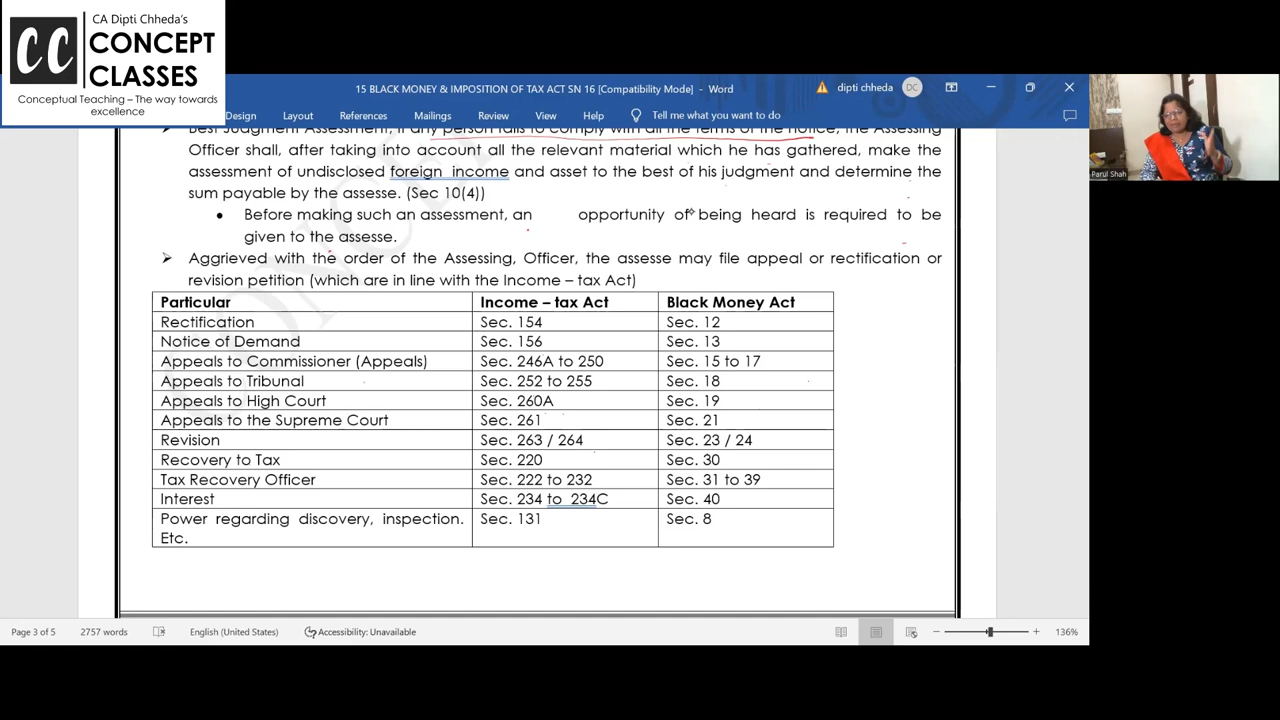 CA Dipti Chheda's
CC CONCEPT
CLASSES
Conceptual Teaching – The way towards
excellence
15 BLACK MONEY & IMPOSITION OF TAX ACT SN 16 [Compatibility Mode] - Word
dipti chheda DC
Design Layout References Mailings Review View Help Tell me what you want to do
Parul Shah
Best Judgment Assessment, if any person fails to comply with all the terms of the notice, the Assessing
Officer shall, after taking into account all the relevant material which he has gathered, make the
assessment of undisclosed foreign income and asset to the best of his judgment and determine the
sum payable by the assesse. (Sec 10(4))
• Before making such an assessment, an opportunity of being heard is required to be
given to the assesse.
Aggrieved with the order of the Assessing, Officer, the assesse may file appeal or rectification or
revision petition (which are in line with the Income – tax Act)
Particular Income – tax Act Black Money Act
Rectification Sec. 154 Sec. 12
Notice of Demand Sec. 156 Sec. 13
Appeals to Commissioner (Appeals) Sec. 246A to 250 Sec. 15 to 17
Appeals to Tribunal Sec. 252 to 255 Sec. 18
Appeals to High Court Sec. 260A Sec. 19
Appeals to the Supreme Court Sec. 261 Sec. 21
Revision Sec. 263 / 264 Sec. 23 / 24
Recovery to Tax Sec. 220 Sec. 30
Tax Recovery Officer Sec. 222 to 232 Sec. 31 to 39
Interest Sec. 234 to 234C Sec. 40
Power regarding discovery, inspection. Sec. 131 Sec. 8
Etc.
Page 3 of 5 2757 words English (United States) Accessibility: Unavailable 136%